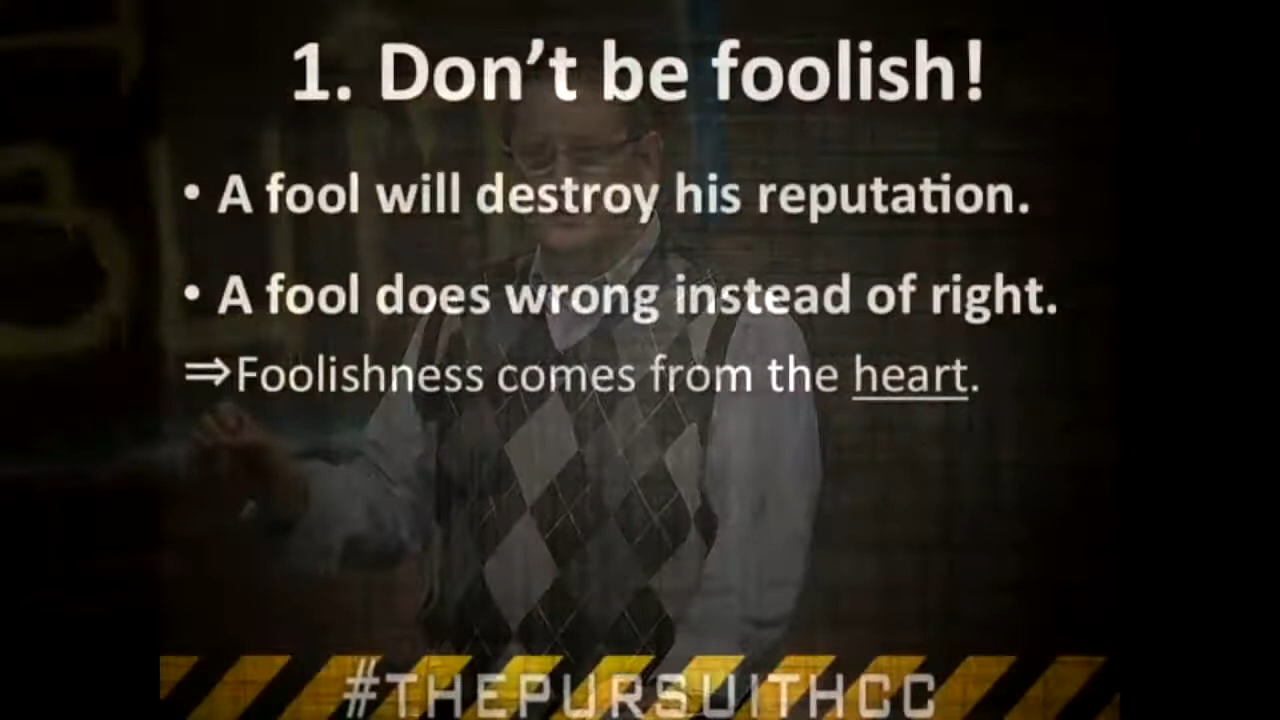 1. Don't be foolish!
• A fool will destroy his reputation.
• A fool does wrong instead of right.
⇒Foolishness comes from the heart.
#THEPURSUITHCC